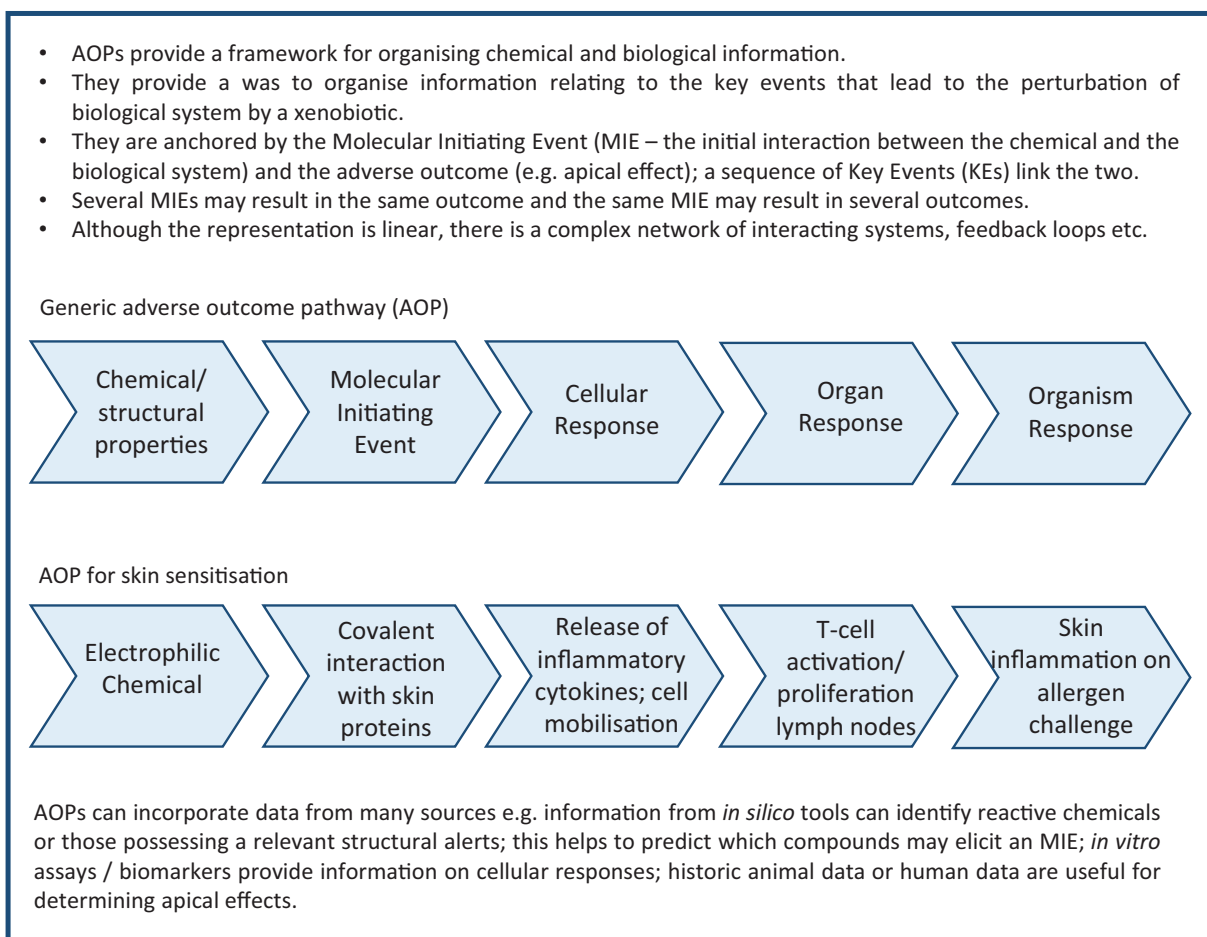 • AOPs provide a framework for organising chemical and biological information.
• They provide a was to organise information relating to the key events that lead to the perturbation of
biological system by a xenobiotic.
• They are anchored by the Molecular Initiating Event (MIE – the initial interaction between the chemical and the
biological system) and the adverse outcome (e.g. apical effect); a sequence of Key Events (KEs) link the two.
• Several MIEs may result in the same outcome and the same MIE may result in several outcomes.
• Although the representation is linear, there is a complex network of interacting systems, feedback loops etc.
Generic adverse outcome pathway (AOP)
Chemical/
structural
properties
Molecular
Initiating
Event
Cellular
Response
Organ
Response
Organism
Response
AOP for skin sensitisation
Electrophilic
Chemical
Covalent
interaction
with skin
proteins
Release of
inflammatory
cytokines; cell
mobilisation
T-cell
activation/
proliferation
lymph nodes
Skin
inflammation on
allergen
challenge
AOPs can incorporate data from many sources e.g. information from in silico tools can identify reactive chemicals
or those possessing a relevant structural alerts; this helps to predict which compounds may elicit an MIE; in vitro
assays / biomarkers provide information on cellular responses; historic animal data or human data are useful for
determining apical effects.